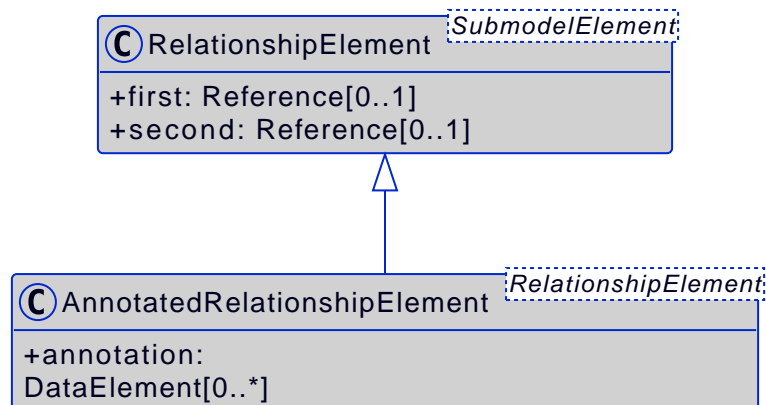 SubmodelElement
C RelationshipElement
+first: Reference[0..1]
+second: Reference[0..1]
RelationshipElement
C AnnotatedRelationshipElement
+annotation:
DataElement[0..*]